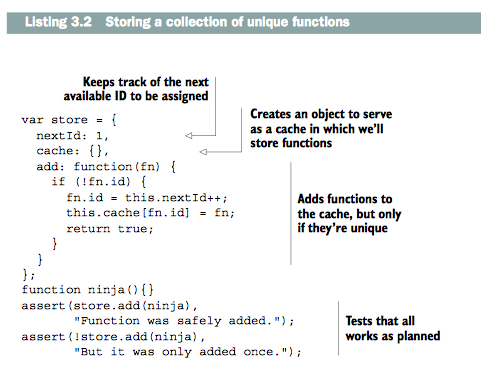 Listing 3.2 Storing a collection of unique functions
Keeps track of the next
available ID to be assigned
Creates an object to serve
as a cache in which we'll
store functions
var store = {
nextId: 1,
cache: {},
add: function(fn) {
if (!fn.id) {
fn.id = this.nextId++;
this.cache[fn.id] = fn;
return true;
}
}
};
Adds functions to
the cache, but only
if they're unique
function ninja(){}
assert(store.add(ninja),
"Function was safely added.");
assert(!store.add(ninja),
"But it was only added once.");
Tests that all
works as planned